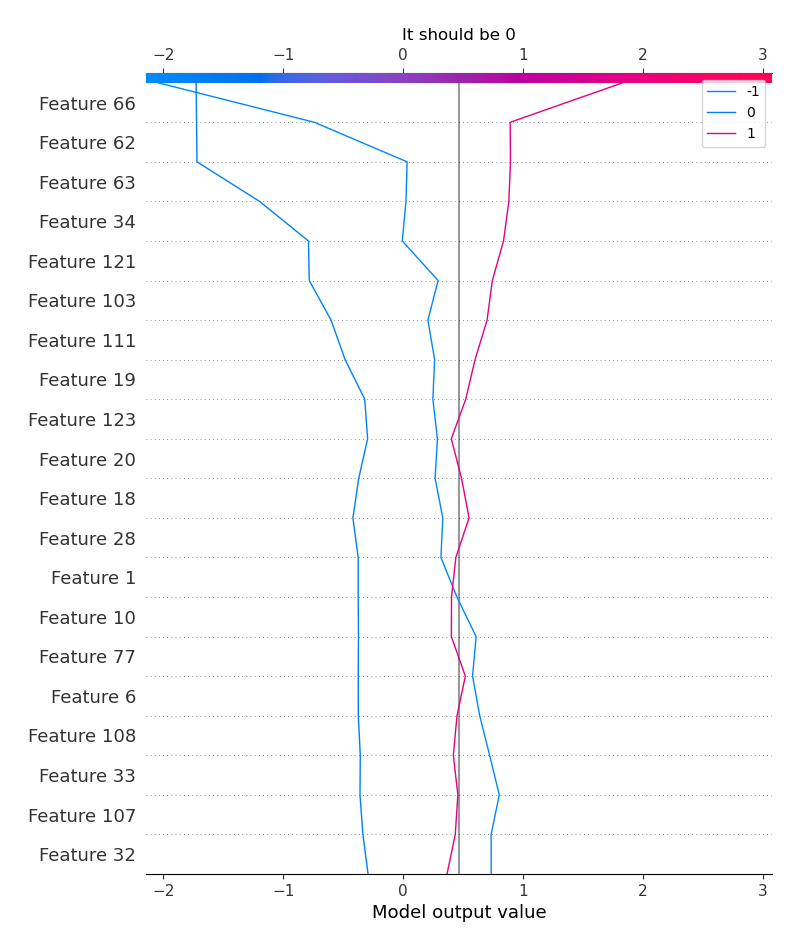 It should be 0
−2 −1 0 1 2 3
-1
0
1
Feature 66
Feature 62
Feature 63
Feature 34
Feature 121
Feature 103
Feature 111
Feature 19
Feature 123
Feature 20
Feature 18
Feature 28
Feature 1
Feature 10
Feature 77
Feature 6
Feature 108
Feature 33
Feature 107
Feature 32
−2 −1 0 1 2 3
Model output value